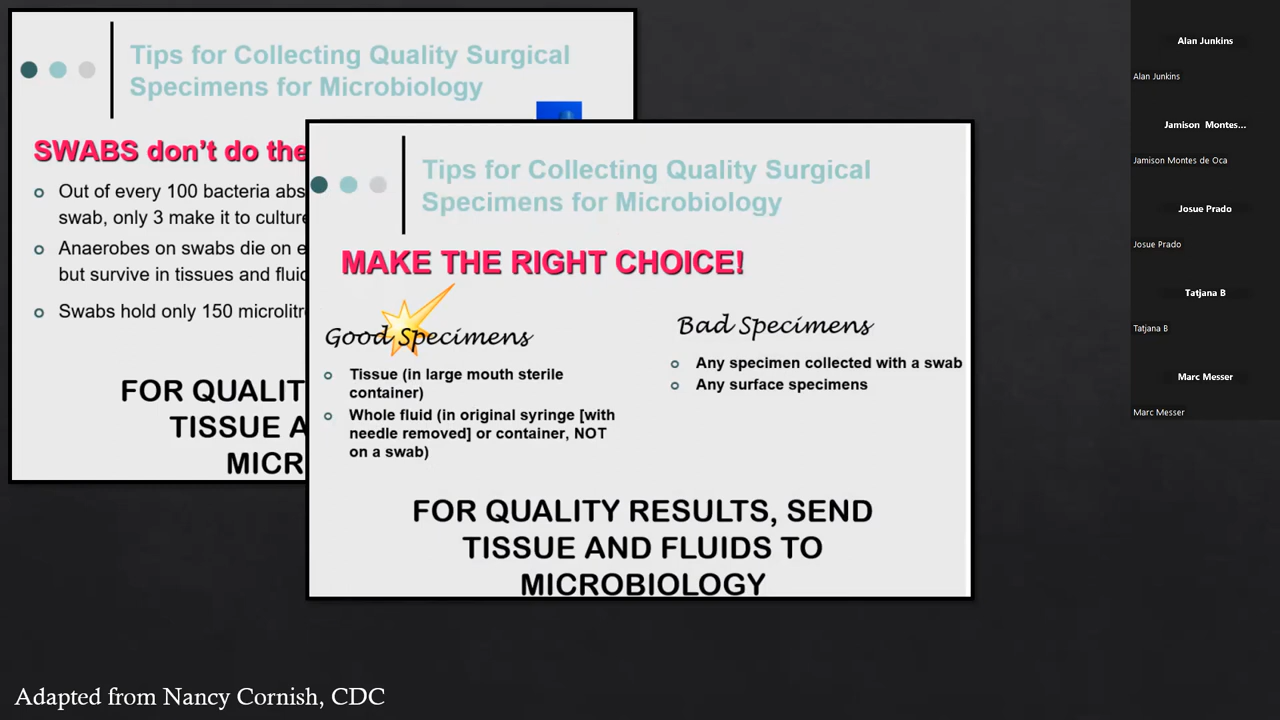 Tips for Collecting Quality Surgical
Specimens for Microbiology
SWABS don't do the
Out of every 100 bacteria abs
swab, only 3 make it to culture
Anaerobes on swabs die on e
but survive in tissues and fluid
Swabs hold only 150 microlitr
FOR QUALIT
TISSUE A
MICR
Tips for Collecting Quality Surgical
Specimens for Microbiology
MAKE THE RIGHT CHOICE!
Good Specimens
Tissue (in large mouth sterile
container)
Whole fluid (in original syringe [with
needle removed] or container, NOT
on a swab)
Bad Specimens
Any specimen collected with a swab
Any surface specimens
FOR QUALITY RESULTS, SEND
TISSUE AND FLUIDS TO
MICROBIOLOGY
Adapted from Nancy Cornish, CDC
Alan Junkins
Alan Junkins
Jamison Montes...
Jamison Montes de Oca
Josue Prado
Josue Prado
Tatjana B
Tatjana B
Marc Messer
Marc Messer